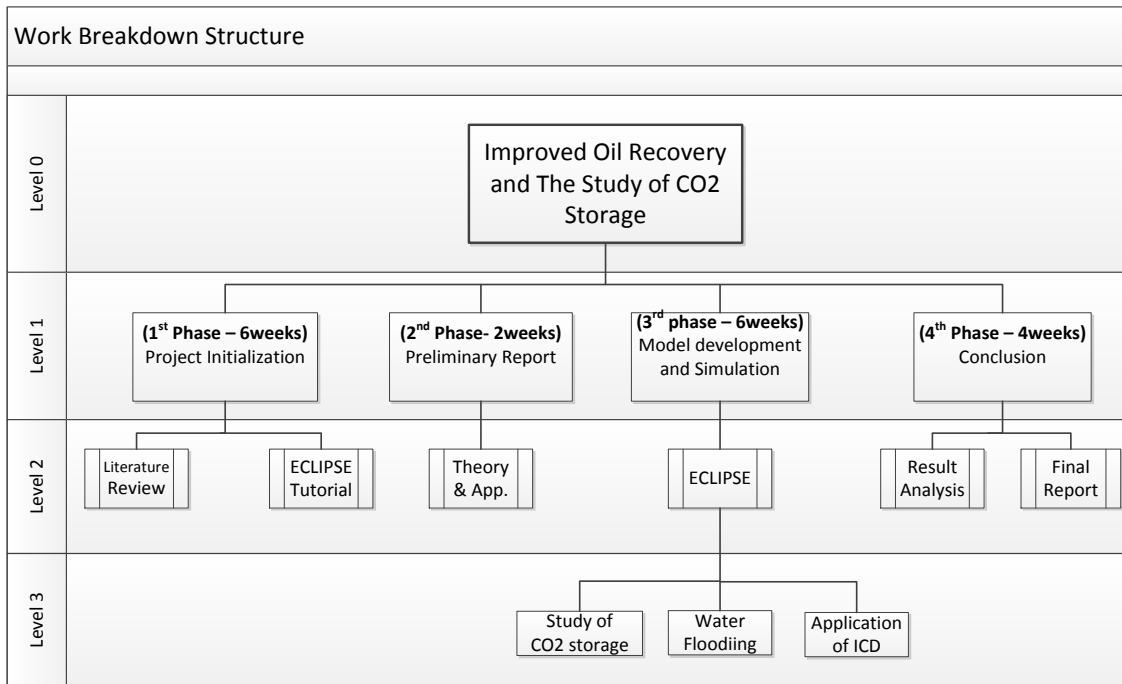 Work Breakdown Structure
Level 0
Improved Oil Recovery
and The Study of CO2
Storage
Level 1
(1st Phase – 6weeks)
Project Initialization
(2nd Phase- 2weeks)
Preliminary Report
(3rd phase – 6weeks)
Model development
and Simulation
(4th Phase – 4weeks)
Conclusion
Level 2
Literature
Review
ECLIPSE
Tutorial
Theory
& App.
ECLIPSE
Result
Analysis
Final
Report
Level 3
Study of
CO2 storage
Water
Floodiing
Application
of ICD